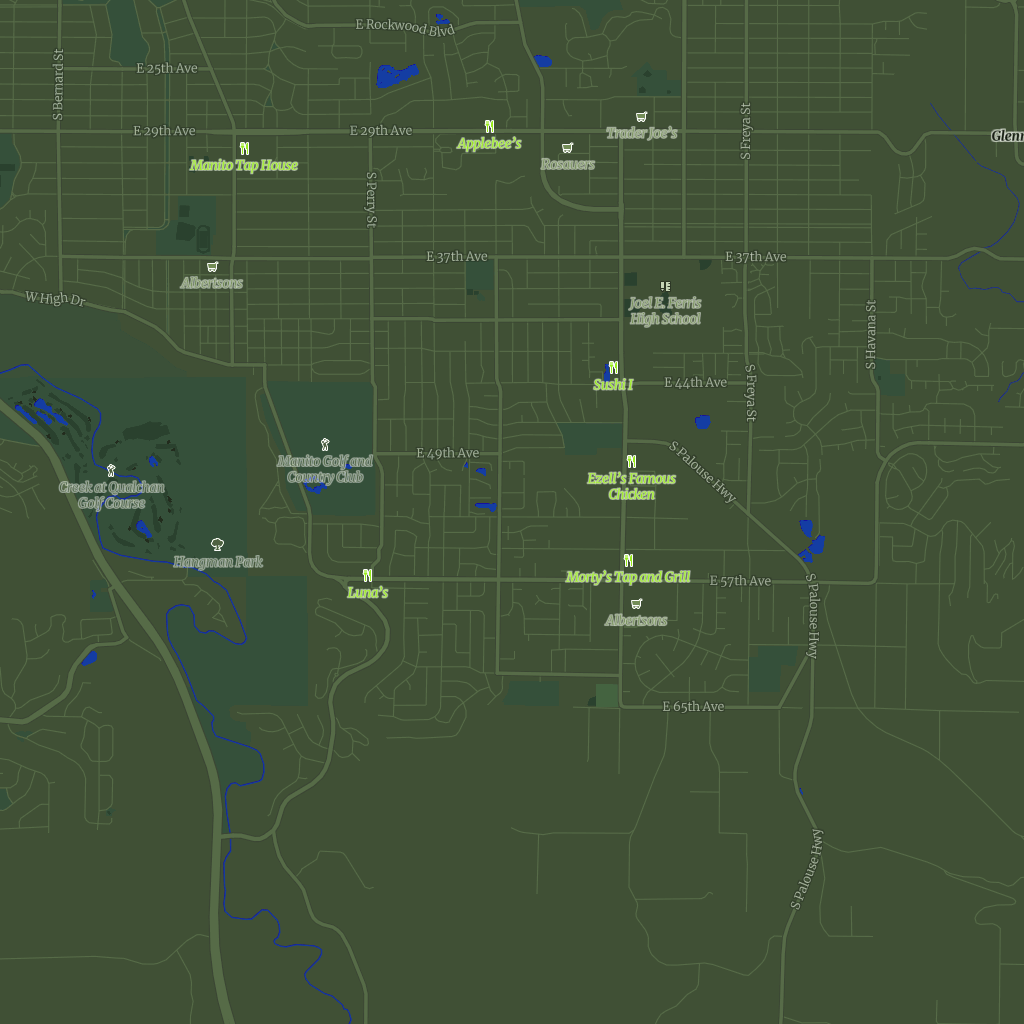 E Rockwood Blvd
E 25th Ave
S Bernard St
E 29th Ave
E 29th Ave
Applebee's
Trader Joe's
S Freya St
Glenn
Manito Tap House
Rosauers
S Perry St
E 37th Ave
E 37th Ave
Albertsons
W High Dr
Joel E. Ferris
High School
S Havana St
Sushi I
E 44th Ave
S Freya St
Manito Golf and
Country Club
E 49th Ave
S Palouse Hwy
Creek at Qualchan
Golf Course
Ezell's Famous
Chicken
Hangman Park
Luna's
Morty's Tap and Grill
E 57th Ave
Albertsons
S Palouse Hwy
E 65th Ave
S Palouse Hwy